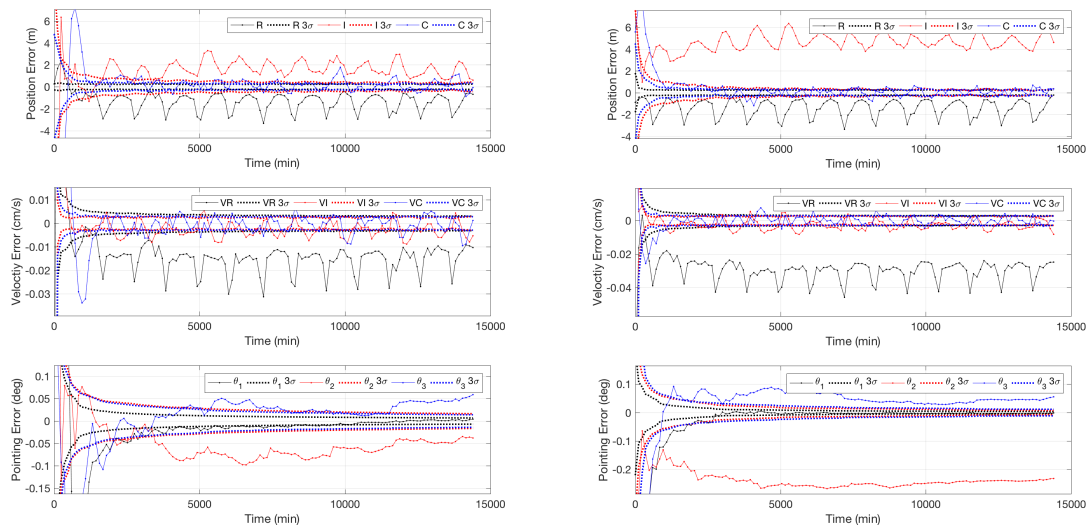 6
4
2
0
-2
-4
Position Error (m)
R R 3σ I I 3σ C C 3σ
0 5000 10000 15000
Time (min)
6
4
2
0
-2
-4
Position Error (m)
R R 3σ I I 3σ C C 3σ
0 5000 10000 15000
Time (min)
0.01
0
-0.01
-0.02
-0.03
Veloctiy Error (cm/s)
VR VR 3σ VI VI 3σ VC VC 3σ
0 5000 10000 15000
Time (min)
0
-0.02
-0.04
Veloctiy Error (cm/s)
VR VR 3σ VI VI 3σ VC VC 3σ
0 5000 10000 15000
Time (min)
0.1
0.05
0
-0.05
-0.1
-0.15
Pointing Error (deg)
θ1 θ1 3σ θ2 θ2 3σ θ3 θ3 3σ
0 5000 10000 15000
Time (min)
0.1
0
-0.1
-0.2
Pointing Error (deg)
θ1 θ1 3σ θ2 θ2 3σ θ3 θ3 3σ
0 5000 10000 15000
Time (min)